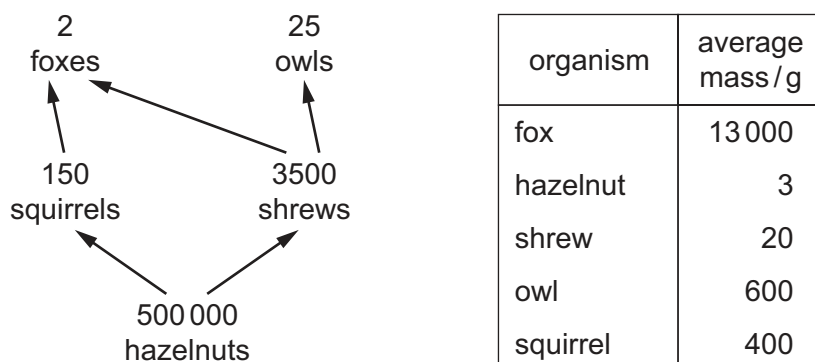 2
foxes
25
owls
150
squirrels
3500
shrews
500 000
hazelnuts
organism
average
mass / g
fox
13 000
hazelnut
3
shrew
20
owl
600
squirrel
400